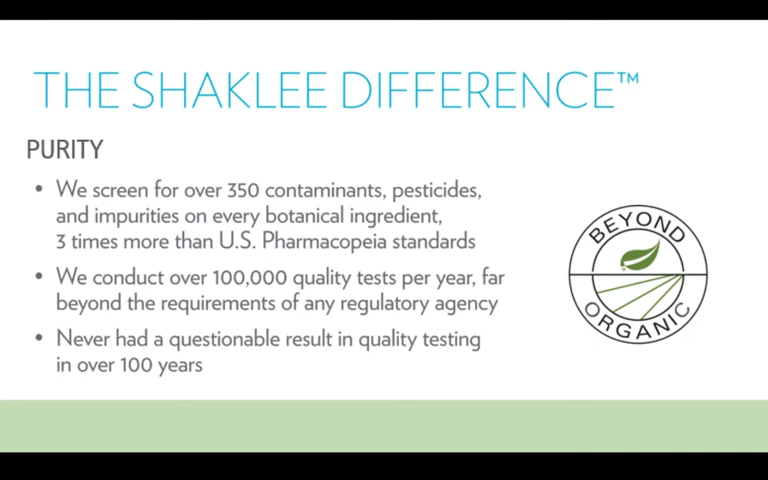 THE SHAKLEE DIFFERENCE™
PURITY
• We screen for over 350 contaminants, pesticides,
and impurities on every botanical ingredient,
3 times more than U.S. Pharmacopeia standards
• We conduct over 100,000 quality tests per year, far
beyond the requirements of any regulatory agency
• Never had a questionable result in quality testing
in over 100 years
BEYOND
ORGANIC